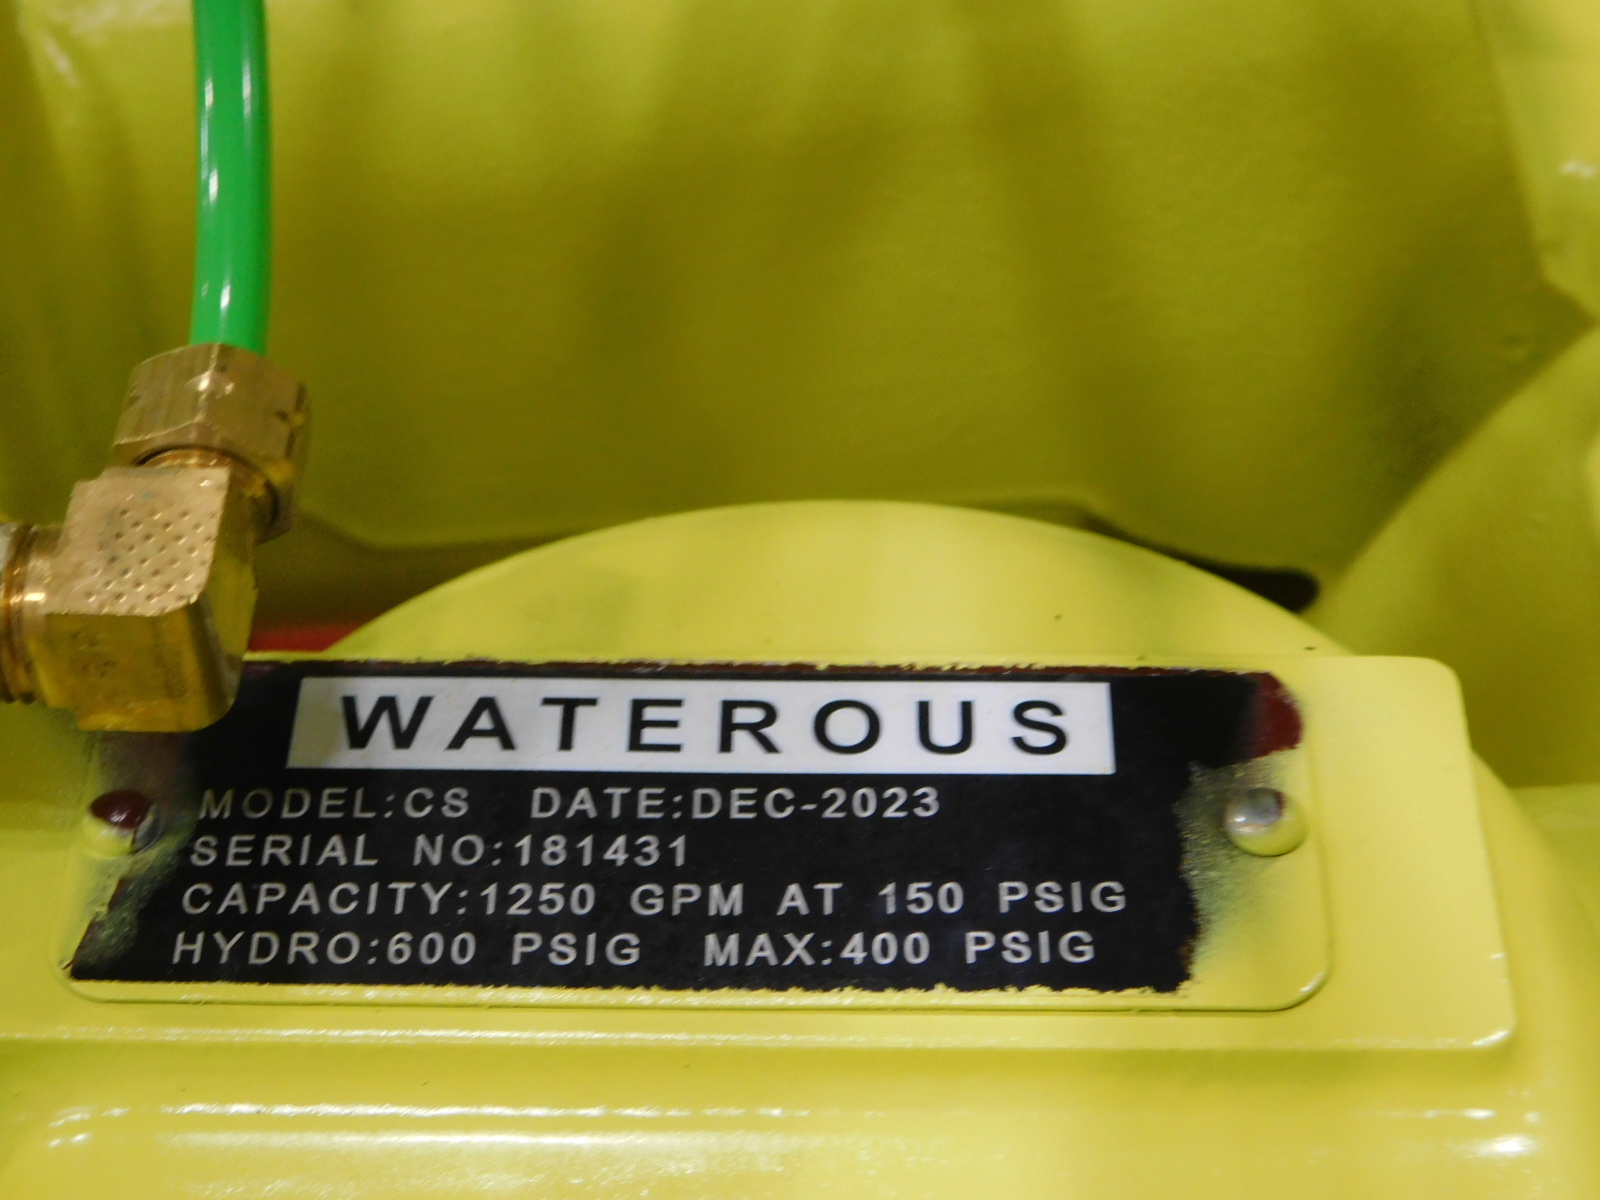 WATEROUS
MODEL:CS DATE:DEC-2023
SERIAL NO:181431
CAPACITY:1250 GPM AT 150 PSIG
HYDRO:600 PSIG MAX:400 PSIG